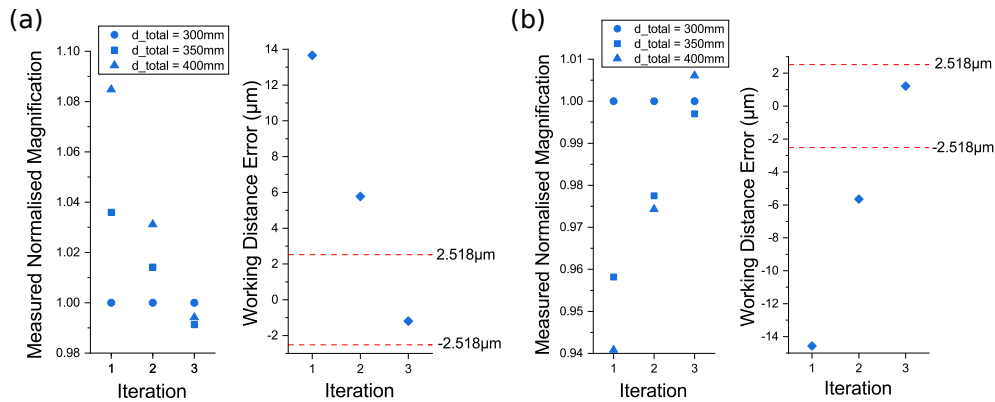 (a)
d_total = 300mm
d_total = 350mm
d_total = 400mm
Measured Normalised Magnification
1.10
1.08
1.06
1.04
1.02
1.00
0.98
1
2
3
Iteration
Working Distance Error (µm)
14
12
10
8
6
4
2
0
-2
2.518µm
-2.518µm
1
2
3
Iteration
(b)
d_total = 300mm
d_total = 350mm
d_total = 400mm
Measured Normalised Magnification
1.01
1.00
0.99
0.98
0.97
0.96
0.95
0.94
1
2
3
Iteration
Working Distance Error (µm)
2
0
-2
-4
-6
-8
-10
-12
-14
2.518µm
-2.518µm
1
2
3
Iteration